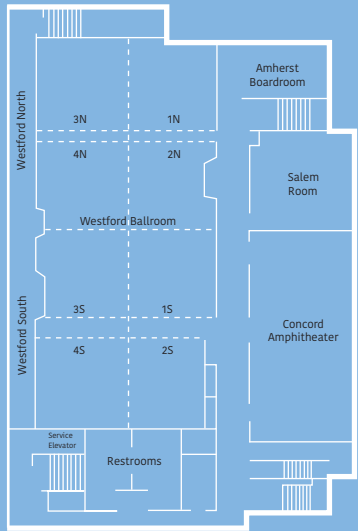 Amherst
Boardroom
Westford North
3N
1N
4N
2N
Salem
Room
Westford Ballroom
Westford South
3S
1S
Concord
Amphitheater
4S
2S
Service
Elevator
Restrooms